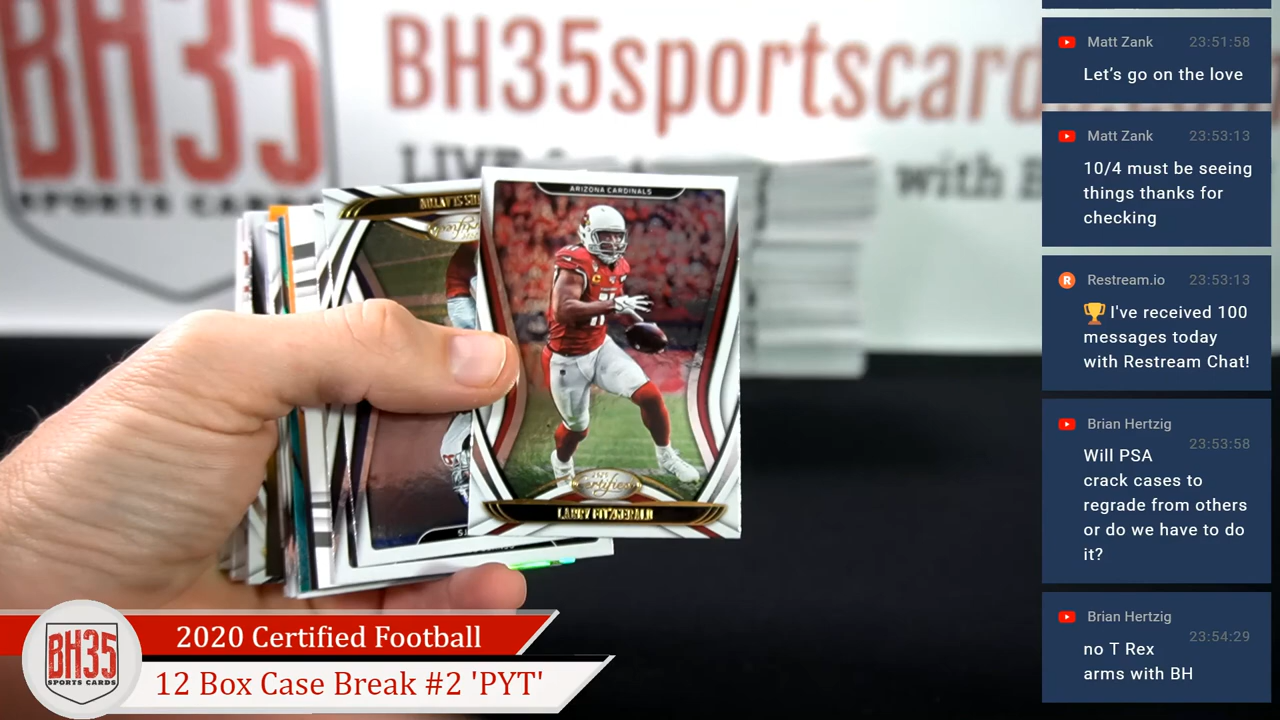 BH35
SPORTS CARDS
BH35sportscard
with
ARIZONA CARDINALS
Certified
LARRY FITZGERALD
Matt Zank 23:51:58
Let's go on the love
Matt Zank 23:53:13
10/4 must be seeing
things thanks for
checking
Restream.io 23:53:13
🏆 I've received 100
messages today
with Restream Chat!
Brian Hertzig
23:53:58
Will PSA
crack cases to
regrade from others
or do we have to do
it?
Brian Hertzig
23:54:29
no T Rex
arms with BH
BH35
SPORTS CARDS
2020 Certified Football
12 Box Case Break #2 'PYT'